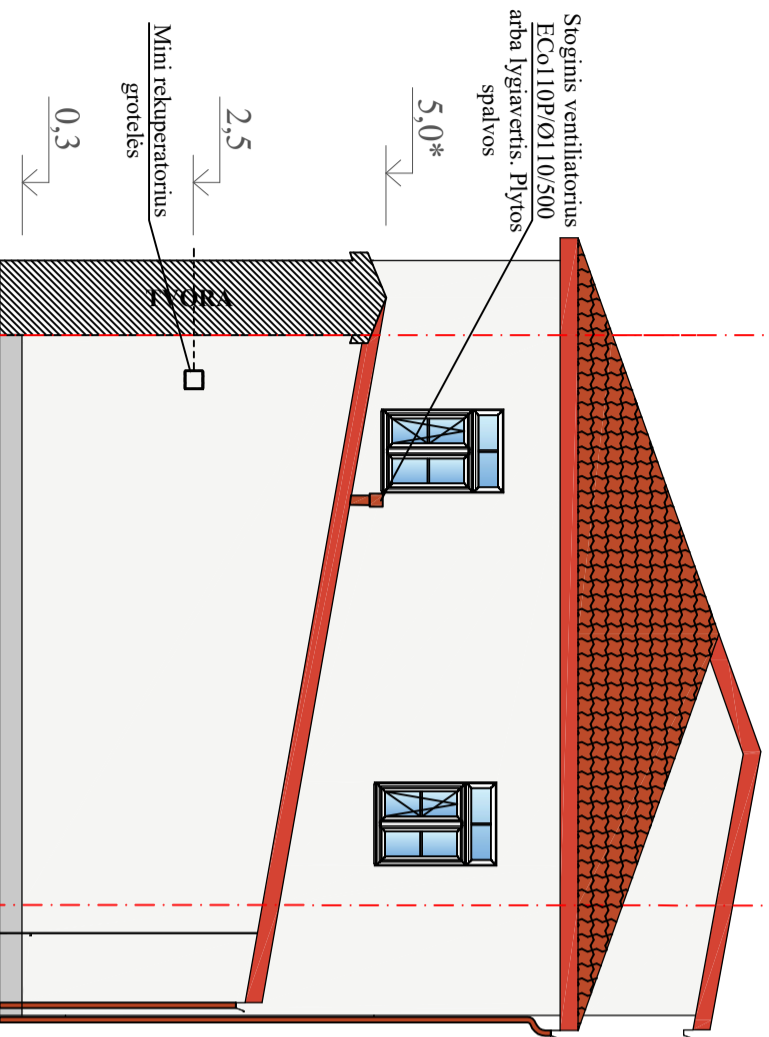 Stoginis ventiliatorius
ECo110P/Ø110/500
arba lygiavertis. Plytos
spalvos
5,0*
2,5
Mini rekuperatorius
grotelės
0,3
TVORA